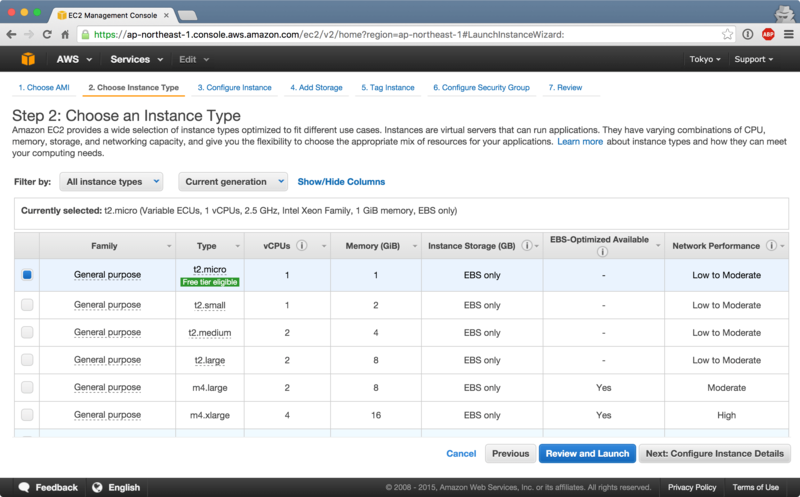 EC2 Management Console
https://ap-northeast-1.console.aws.amazon.com/ec2/v2/home?region=ap-northeast-1#LaunchInstanceWizard:
ABP
AWS Services Edit Tokyo Support
1. Choose AMI 2. Choose Instance Type 3. Configure Instance 4. Add Storage 5. Tag Instance 6. Configure Security Group 7. Review
Step 2: Choose an Instance Type
Amazon EC2 provides a wide selection of instance types optimized to fit different use cases. Instances are virtual servers that can run applications. They have varying combinations of CPU,
memory, storage, and networking capacity, and give you the flexibility to choose the appropriate mix of resources for your applications. Learn more about instance types and how they can meet
your computing needs.
Filter by: All instance types Current generation Show/Hide Columns
Currently selected: t2.micro (Variable ECUs, 1 vCPUs, 2.5 GHz, Intel Xeon Family, 1 GiB memory, EBS only)
Family Type vCPUs i Memory (GiB) Instance Storage (GB) i EBS-Optimized Available i Network Performance i
General purpose t2.micro 1 1 EBS only - Low to Moderate
Free tier eligible
General purpose t2.small 1 2 EBS only - Low to Moderate
General purpose t2.medium 2 4 EBS only - Low to Moderate
General purpose t2.large 2 8 EBS only - Low to Moderate
General purpose m4.large 2 8 EBS only Yes Moderate
General purpose m4.xlarge 4 16 EBS only Yes High
Cancel Previous Review and Launch Next: Configure Instance Details
Feedback English © 2008 - 2015, Amazon Web Services, Inc. or its affiliates. All rights reserved. Privacy Policy Terms of Use